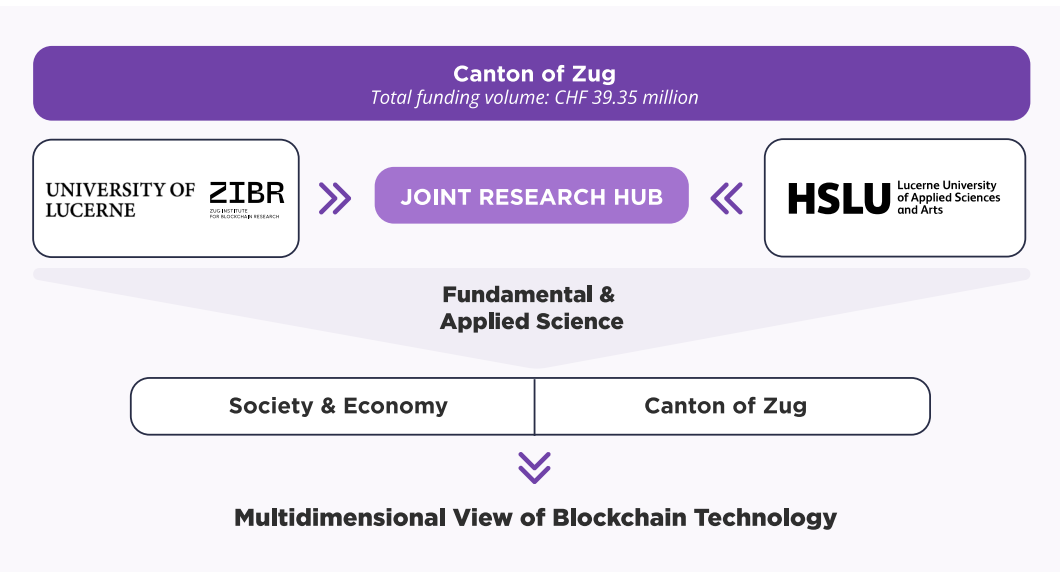 Canton of Zug
Total funding volume: CHF 39.35 million
UNIVERSITY OF
LUCERNE
ZIBR
ZUG INSTITUTE
FOR BLOCKCHAIN RESEARCH
JOINT RESEARCH HUB
HSLU
Lucerne University
of Applied Sciences
and Arts
Fundamental &
Applied Science
Society & Economy
Canton of Zug
Multidimensional View of Blockchain Technology